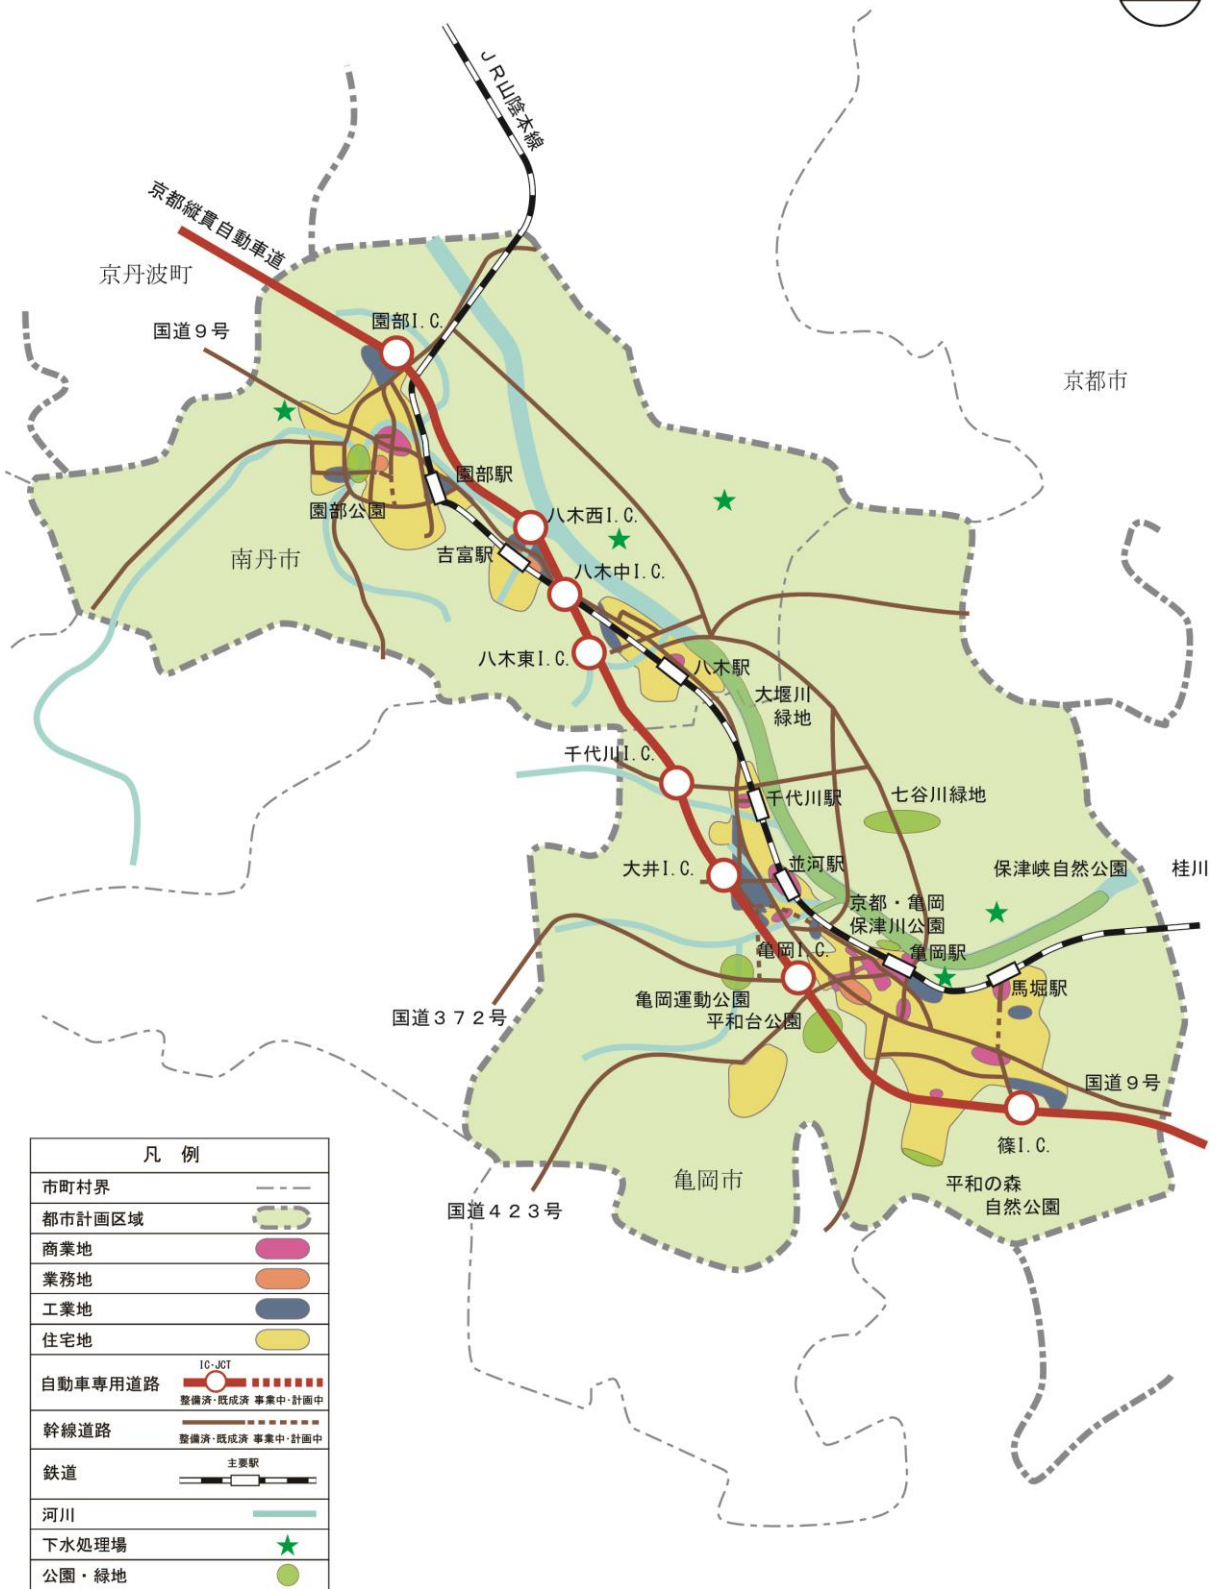 ＪＲ山陰本線
京都縦貫自動車道
京丹波町
国道９号
園部I.C.
京都市
園部駅
園部公園
八木西I.C.
南丹市
吉富駅
八木中I.C.
八木東I.C.
八木駅
大堰川
緑地
千代川I.C.
千代川駅
七谷川緑地
大井I.C.
並河駅
保津峡自然公園
桂川
京都・亀岡
保津川公園
亀岡I.C.
亀岡駅
亀岡運動公園
馬堀駅
国道３７２号
平和台公園
国道９号
篠I.C.
亀岡市
平和の森
自然公園
国道４２３号
凡 例
市町村界
都市計画区域
商業地
業務地
工業地
住宅地
IC・JCT
自動車専用道路
整備済・既成済 事業中・計画中
幹線道路
整備済・既成済 事業中・計画中
主要駅
鉄道
河川
下水処理場
公園・緑地